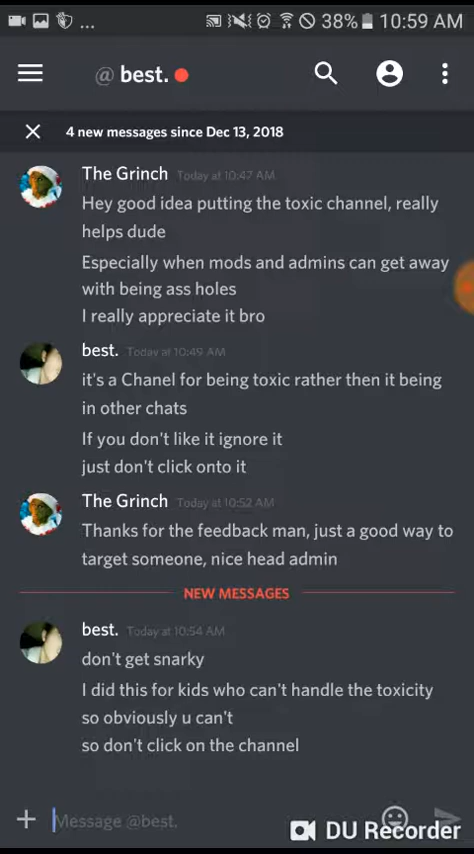 ... 38% 10:59 AM
@ best.
4 new messages since Dec 13, 2018
The Grinch Today at 10:47 AM
Hey good idea putting the toxic channel, really
helps dude
Especially when mods and admins can get away
with being ass holes
I really appreciate it bro
best. Today at 10:49 AM
it's a Chanel for being toxic rather then it being
in other chats
If you don't like it ignore it
just don't click onto it
The Grinch Today at 10:52 AM
Thanks for the feedback man, just a good way to
target someone, nice head admin
NEW MESSAGES
best. Today at 10:54 AM
don't get snarky
I did this for kids who can't handle the toxicity
so obviously u can't
so don't click on the channel
Message @best.
DU Recorder